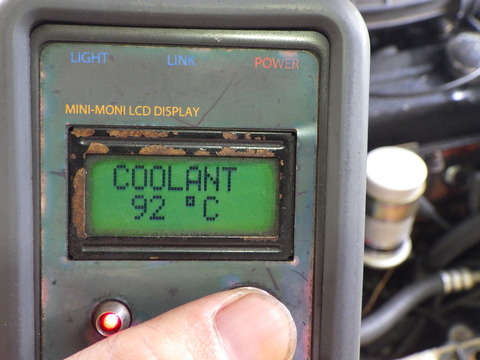 LIGHT LINK POWER
MINI-MONI LCD DISPLAY
COOLANT
92 °C